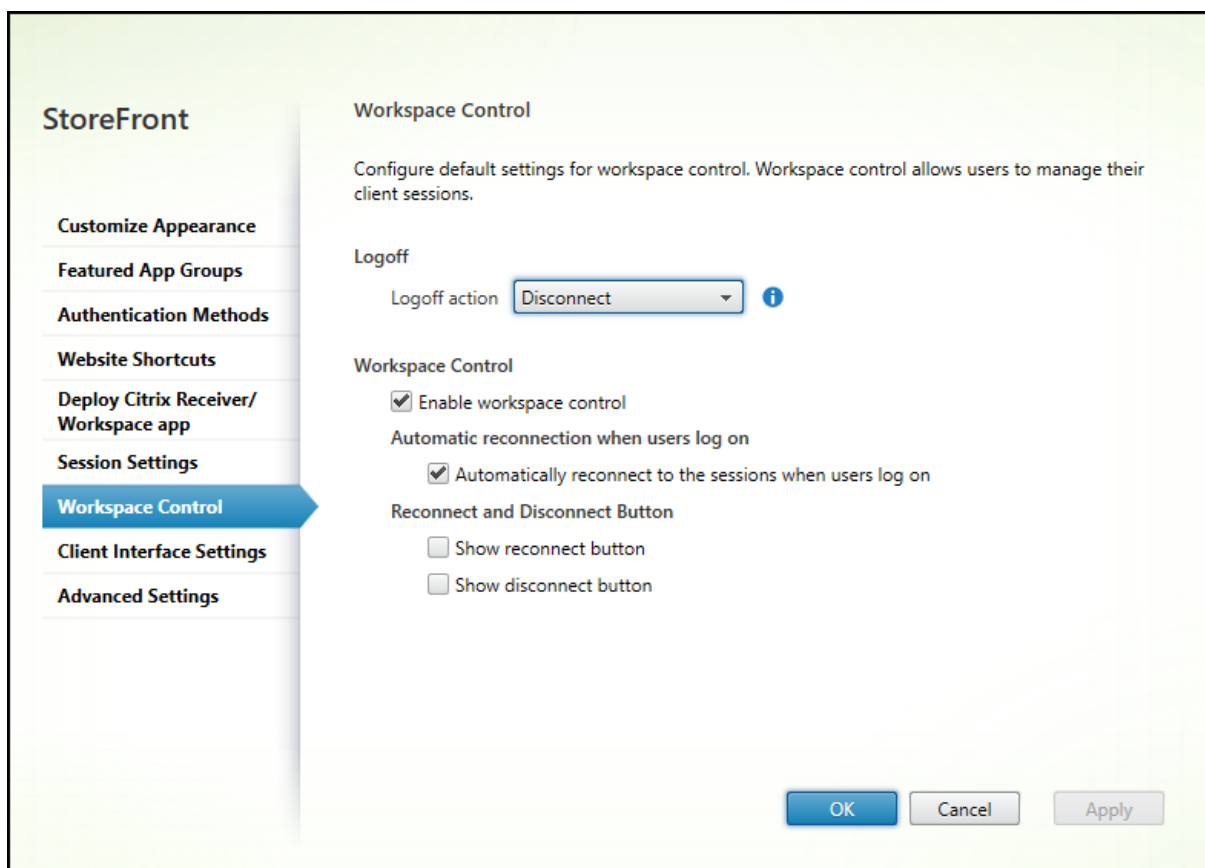 StoreFront
Customize Appearance
Featured App Groups
Authentication Methods
Website Shortcuts
Deploy Citrix Receiver/
Workspace app
Session Settings
Workspace Control
Client Interface Settings
Advanced Settings
Workspace Control
Configure default settings for workspace control. Workspace control allows users to manage their
client sessions.
Logoff
Logoff action Disconnect
Workspace Control
Enable workspace control
Automatic reconnection when users log on
Automatically reconnect to the sessions when users log on
Reconnect and Disconnect Button
Show reconnect button
Show disconnect button
OK Cancel Apply